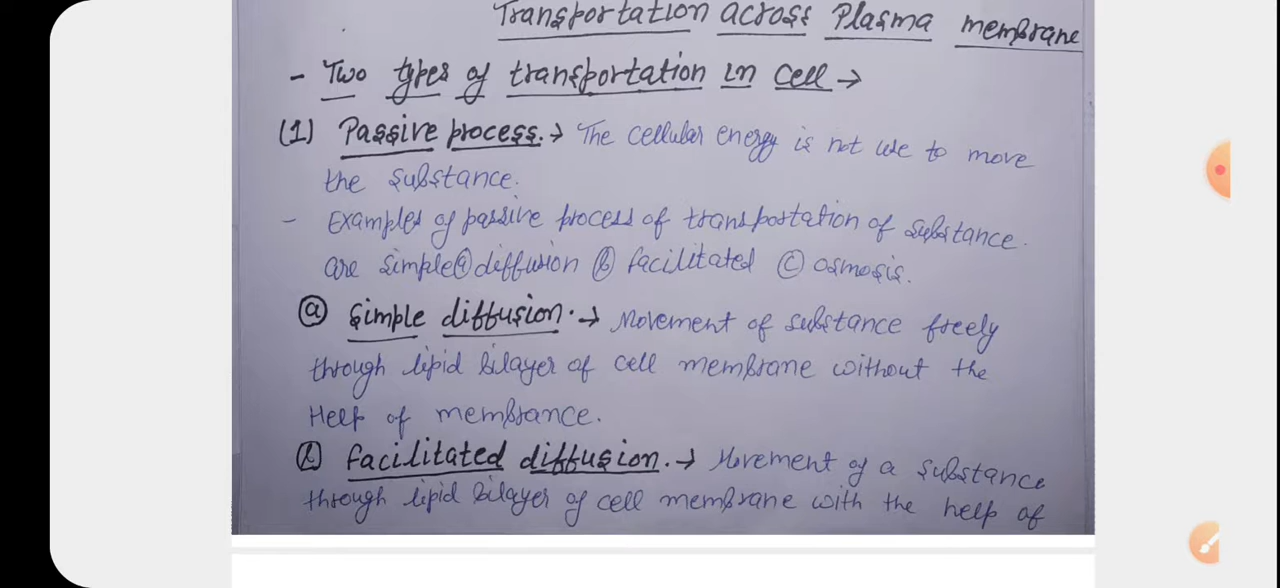 Transportation across Plasma membrane
- Two types of transportation in cell →
(1) Passive process. → The cellular energy is not use to move
the substance.
- Examples of passive process of transportation of substance.
are simple ⓐ diffusion ⓑ facilitated ⓒ osmosis.
ⓐ Simple diffusion. → Movement of substance freely
through lipid bilayer of cell membrane without the
Help of membrance.
ⓑ facilitated diffusion. → Movement of a substance
through lipid bilayer of cell membrane with the help of